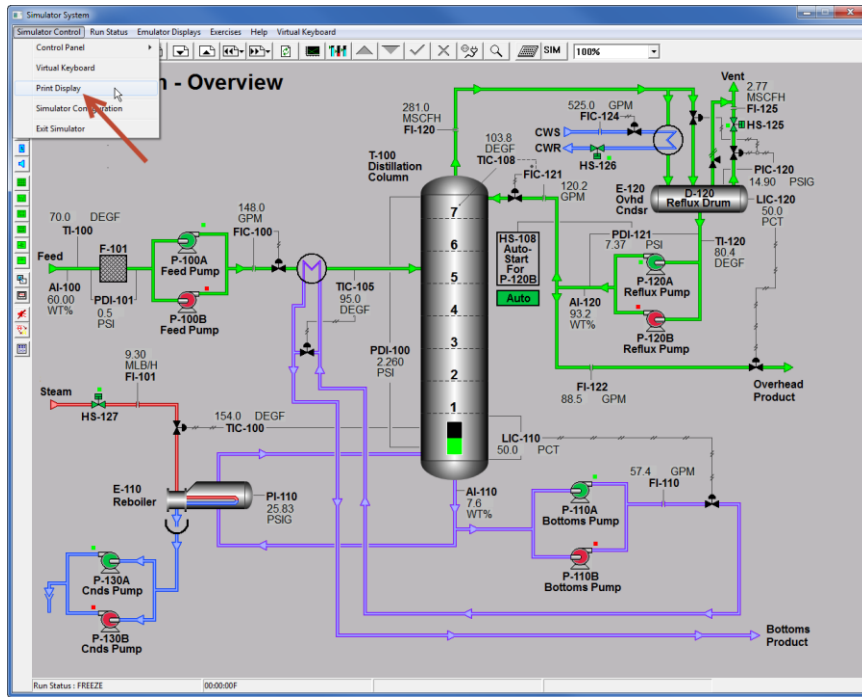 Simulator System
Simulator Control Run Status Emulator Displays Exercises Help Virtual Keyboard
Control Panel
Virtual Keyboard
Print Display
Simulator Configuration
Exit Simulator
SIM
100%
- Overview
281.0
MSCFH
FI-120
103.8
DEGF
TIC-108
T-100
Distillation
Column
525.0 GPM
FIC-124
CWS
CWR
HS-126
Vent
2.77
MSCFH
FI-125
HS-125
PIC-120
14.90 PSIG
E-120
Ovhd
Cndsr
D-120
Reflux Drum
LIC-120
50.0
PCT
FIC-121
120.2
GPM
70.0 DEGF
TI-100
F-101
Feed
AI-100
60.00
WT%
PDI-101
0.5
PSI
P-100A
Feed Pump
P-100B
Feed Pump
148.0
GPM
FIC-100
TIC-105
95.0
DEGF
7
6
5
4
3
2
1
HS-108
Auto-
Start
For
P-120B
Auto
PDI-121
7.37 PSI
TI-120
80.4
DEGF
P-120A
Reflux Pump
AI-120
93.2
WT%
P-120B
Reflux Pump
PDI-100
2.260
PSI
FI-122
88.5 GPM
Overhead
Product
9.30
MLB/H
FI-101
Steam
HS-127
154.0 DEGF
TIC-100
LIC-110
50.0 PCT
E-110
Reboiler
PI-110
25.83
PSIG
AI-110
7.6
WT%
P-110A
Bottoms Pump
P-110B
Bottoms Pump
57.4 GPM
FI-110
P-130A
Cnds Pump
P-130B
Cnds Pump
Bottoms
Product
Run Status : FREEZE
00:00:00F